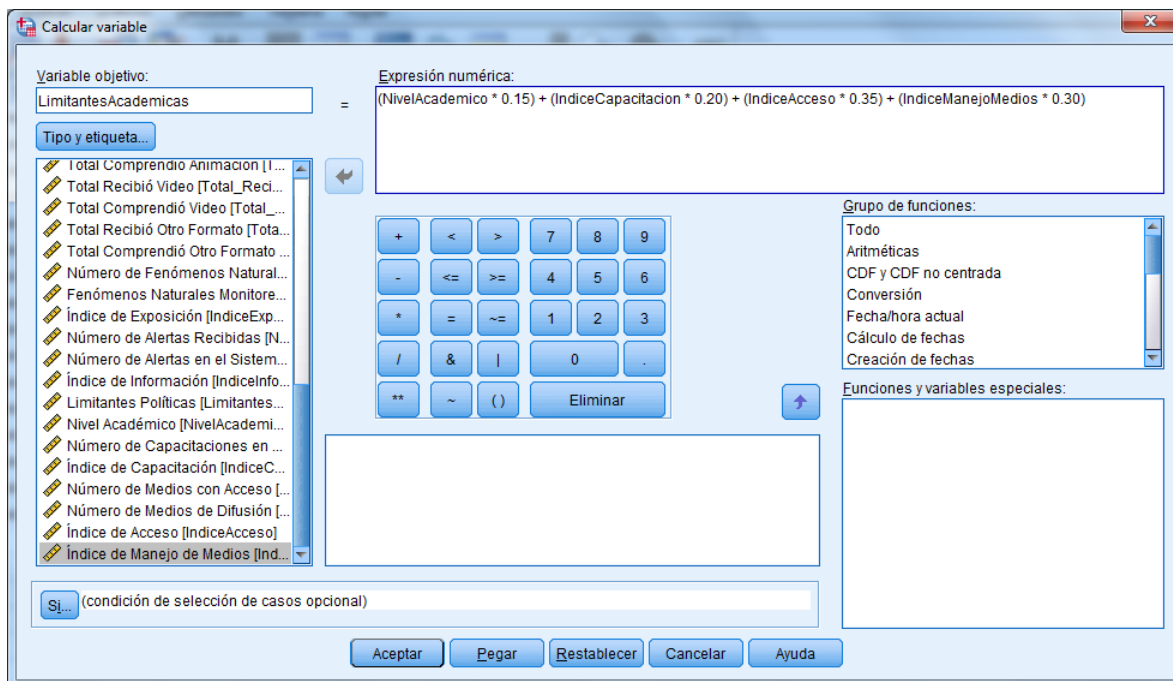 Calcular variable
Variable objetivo:
LimitantesAcademicas
=
Expresión numérica:
(NivelAcademico * 0.15) + (IndiceCapacitacion * 0.20) + (IndiceAcceso * 0.35) + (IndiceManejoMedios * 0.30)
Tipo y etiqueta...
Total Comprendió Animación [T...
Total Recibió Video [Total_Reci...
Total Comprendió Video [Total_...
Total Recibió Otro Formato [Tota...
Total Comprendió Otro Formato ...
Número de Fenómenos Natural...
Fenómenos Naturales Monitore...
Índice de Exposición [IndiceExp...
Número de Alertas Recibidas [N...
Número de Alertas en el Sistem...
Índice de Información [IndiceInfo...
Limitantes Políticas [Limitantes...
Nivel Académico [NivelAcademi...
Número de Capacitaciones en ...
Índice de Capacitación [IndiceC...
Número de Medios con Acceso [...
Número de Medios de Difusión [...
Índice de Acceso [IndiceAcceso]
Índice de Manejo de Medios [Ind...
+ < > 7 8 9
- <= >= 4 5 6
* = ~= 1 2 3
/ & | 0 .
** ~ ( ) Eliminar
Grupo de funciones:
Todo
Aritméticas
CDF y CDF no centrada
Conversión
Fecha/hora actual
Cálculo de fechas
Creación de fechas
Funciones y variables especiales:
Si... (condición de selección de casos opcional)
Aceptar Pegar Restablecer Cancelar Ayuda